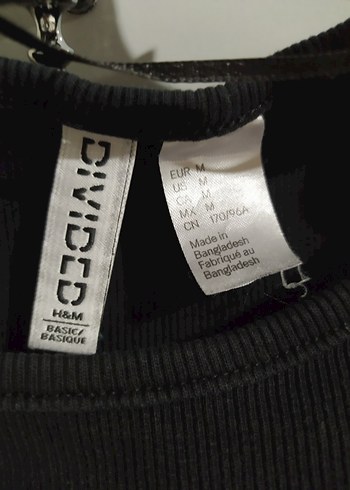 DIVIDED
H&M
BASIC/
BASIQUE
EUR M
US M
CA M
MX M
CN 170/96A
Made in
Bangladesh
Fabriqué au
Bangladesh